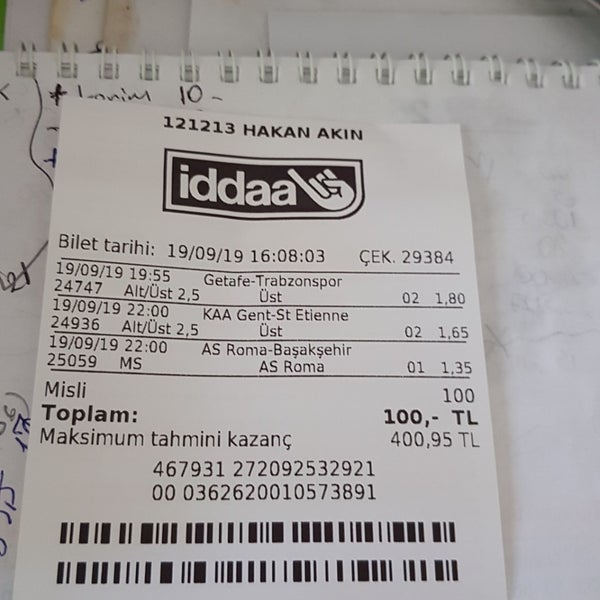 10 -
121213 HAKAN AKIN
iddaa
Bilet tarihi: 19/09/19 16:08:03 ÇEK. 29384
19/09/19 19:55 Getafe-Trabzonspor
24747 Alt/Üst 2,5 Üst 02 1,80
19/09/19 22:00 KAA Gent-St Etienne
24936 Alt/Üst 2,5 Üst 02 1,65
19/09/19 22:00 AS Roma-Başakşehir
25059 MS AS Roma 01 1,35
Misli 100
Toplam: 100,- TL
Maksimum tahmini kazanç 400,95 TL
467931 272092532921
00 0362620010573891